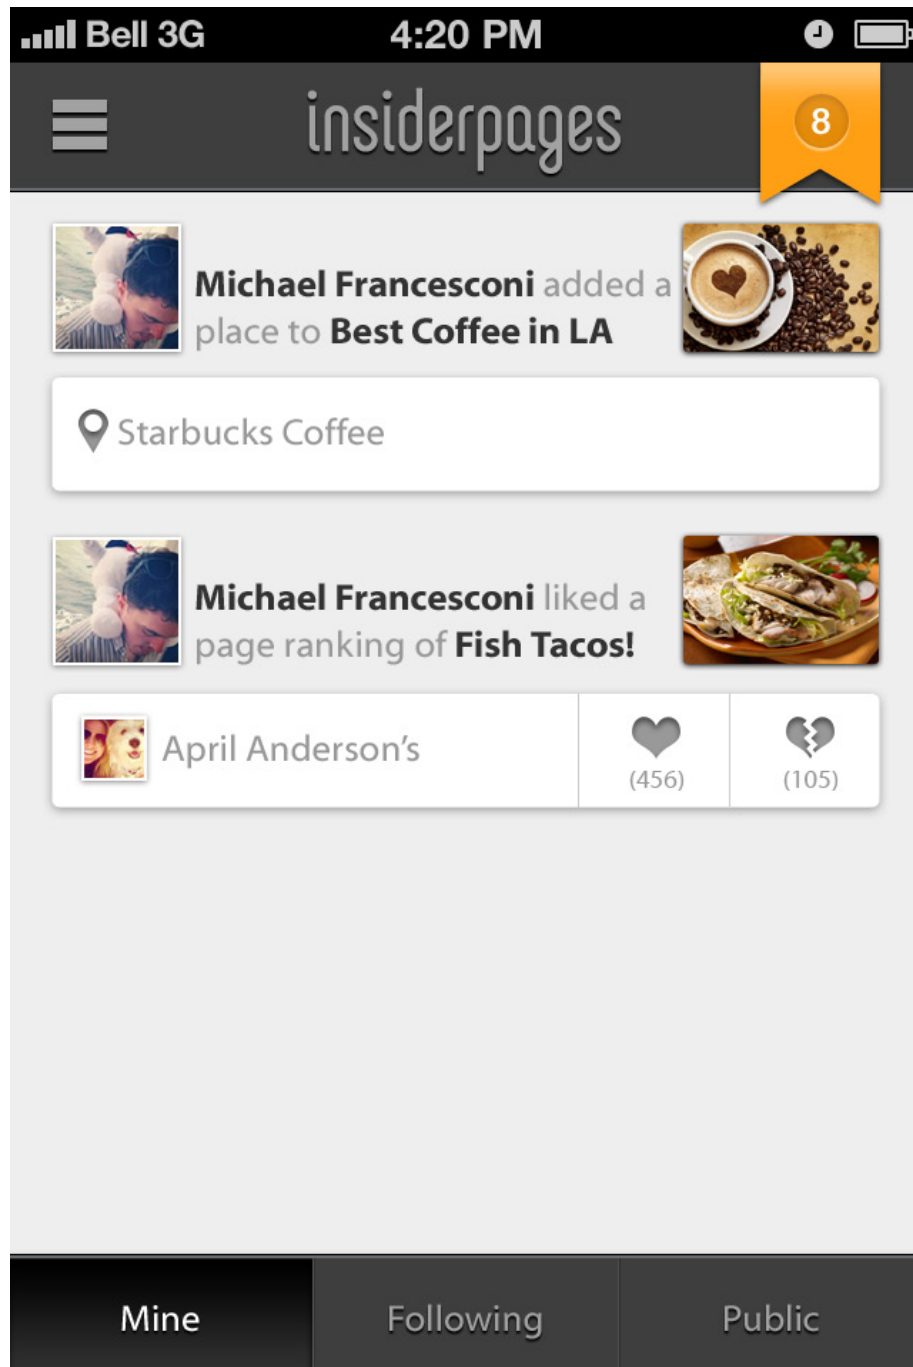 Bell 3G 4:20 PM
insiderpages 8
Michael Francesconi added a
place to Best Coffee in LA
Starbucks Coffee
Michael Francesconi liked a
page ranking of Fish Tacos!
April Anderson’s
(456) (105)
Mine Following Public